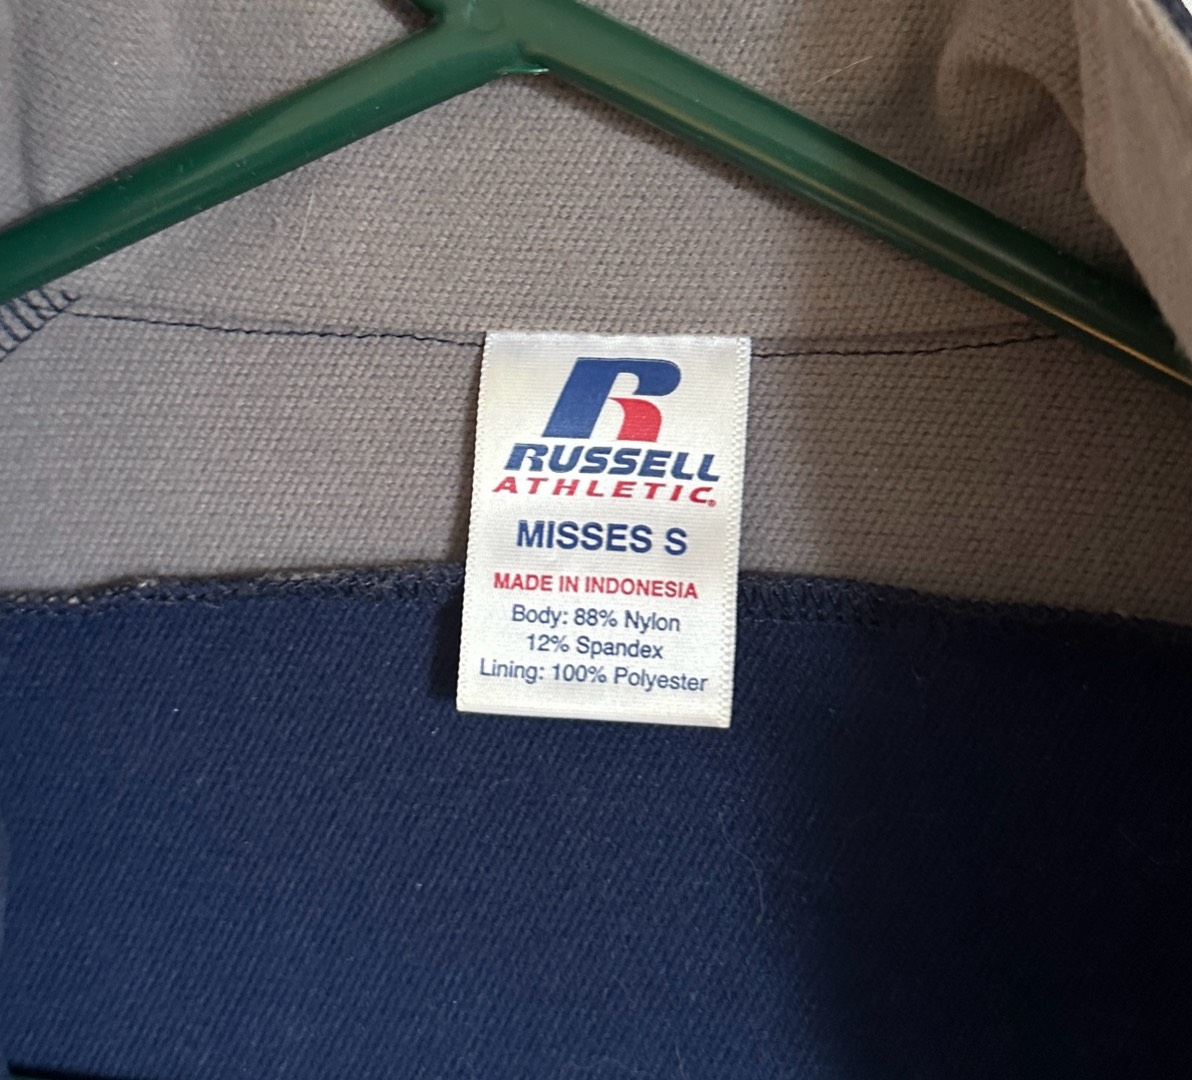 R
RUSSELL
ATHLETIC®
MISSES S
MADE IN INDONESIA
Body: 88% Nylon
12% Spandex
Lining: 100% Polyester